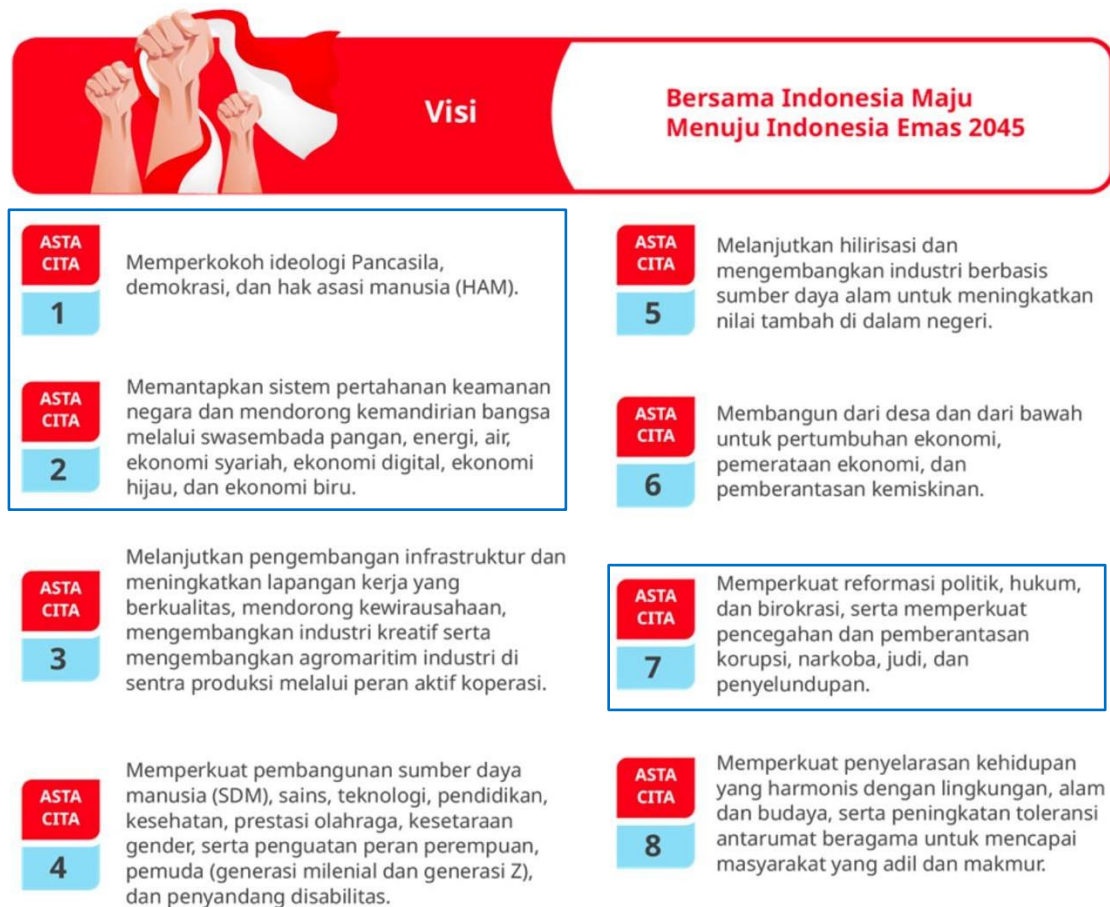 Visi
Bersama Indonesia Maju
Menuju Indonesia Emas 2045
ASTA
CITA
1
Memperkokoh ideologi Pancasila,
demokrasi, dan hak asasi manusia (HAM).
ASTA
CITA
2
Memantapkan sistem pertahanan keamanan
negara dan mendorong kemandirian bangsa
melalui swasembada pangan, energi, air,
ekonomi syariah, ekonomi digital, ekonomi
hijau, dan ekonomi biru.
ASTA
CITA
3
Melanjutkan pengembangan infrastruktur dan
meningkatkan lapangan kerja yang
berkualitas, mendorong kewirausahaan,
mengembangkan industri kreatif serta
mengembangkan agromaritim industri di
sentra produksi melalui peran aktif koperasi.
ASTA
CITA
4
Memperkuat pembangunan sumber daya
manusia (SDM), sains, teknologi, pendidikan,
kesehatan, prestasi olahraga, kesetaraan
gender, serta penguatan peran perempuan,
pemuda (generasi milenial dan generasi Z),
dan penyandang disabilitas.
ASTA
CITA
5
Melanjutkan hilirisasi dan
mengembangkan industri berbasis
sumber daya alam untuk meningkatkan
nilai tambah di dalam negeri.
ASTA
CITA
6
Membangun dari desa dan dari bawah
untuk pertumbuhan ekonomi,
pemerataan ekonomi, dan
pemberantasan kemiskinan.
ASTA
CITA
7
Memperkuat reformasi politik, hukum,
dan birokrasi, serta memperkuat
pencegahan dan pemberantasan
korupsi, narkoba, judi, dan
penyelundupan.
ASTA
CITA
8
Memperkuat penyelarasan kehidupan
yang harmonis dengan lingkungan, alam
dan budaya, serta peningkatan toleransi
antarumat beragama untuk mencapai
masyarakat yang adil dan makmur.